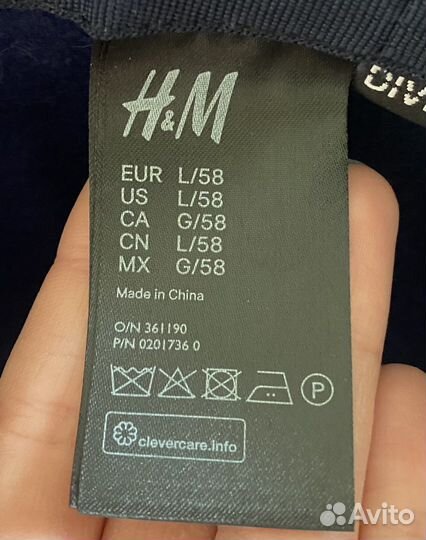 DIV
H&M
EUR L/58
US L/58
CA G/58
CN L/58
MX G/58
Made in China
O/N 361190
P/N 0201736 0
P
clevercare.info
Avito